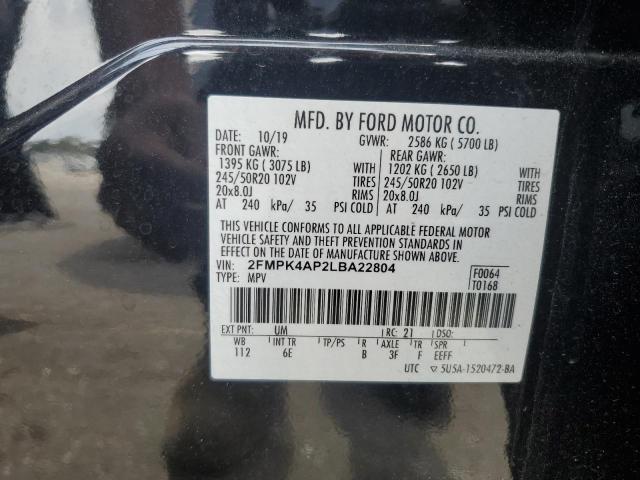 MFD. BY FORD MOTOR CO.
DATE: 10/19 GVWR: 2586 KG (5700 LB)
FRONT GAWR: REAR GAWR:
1395 KG (3075 LB) WITH 1202 KG (2650 LB) WITH
245/50R20 102V TIRES 245/50R20 102V TIRES
20x8.0J RIMS 20x8.0J RIMS
AT 240 kPa/ 35 PSI COLD AT 240 kPa/ 35 PSI COLD
THIS VEHICLE CONFORMS TO ALL APPLICABLE FEDERAL MOTOR
VEHICLE SAFETY AND THEFT PREVENTION STANDARDS IN
EFFECT ON THE DATE OF MANUFACTURE SHOWN ABOVE.
VIN: 2FMPK4AP2LBA22804 F0064
TYPE: MPV T0168
EXT PNT: UM RC: 21 DSO:
WB INT TR TP/PS R AXLE TR SPR
112 6E B 3F F EEFF
UTC ▽ 5U5A-1520472-BA